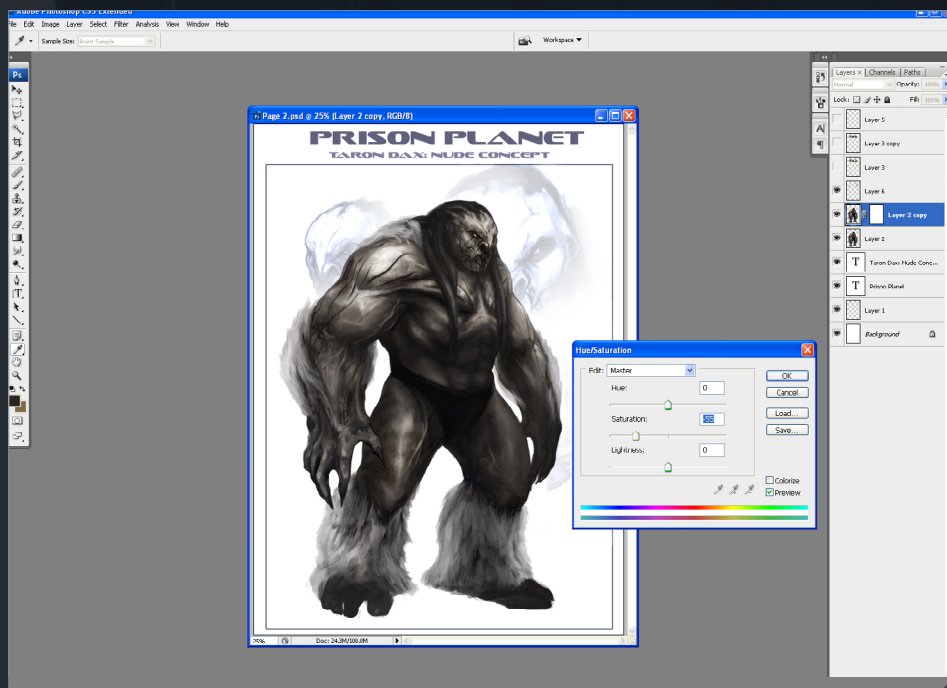 Adobe Photoshop CS3 Extended
File Edit Image Layer Select Filter Analysis View Window Help
Sample Size: Point Sample
Workspace
Ps
Page 2.psd @ 25% (Layer 2 copy, RGB/8)
PRISON PLANET
TARON DAX: NUDE CONCEPT
25%
Doc: 24.3M/108.0M
Hue/Saturation
Edit: Master
Hue: 0
Saturation: -55
Lightness: 0
OK
Cancel
Load...
Save...
Colorize
Preview
Layers × Channels Paths
Normal Opacity: 100%
Lock: Fill: 100%
Layer 5
Layer 3 copy
Layer 3
Layer 6
Layer 2 copy
Layer 2
T Taron Dax: Nude Conc...
T Prison Planet
Layer 1
Background